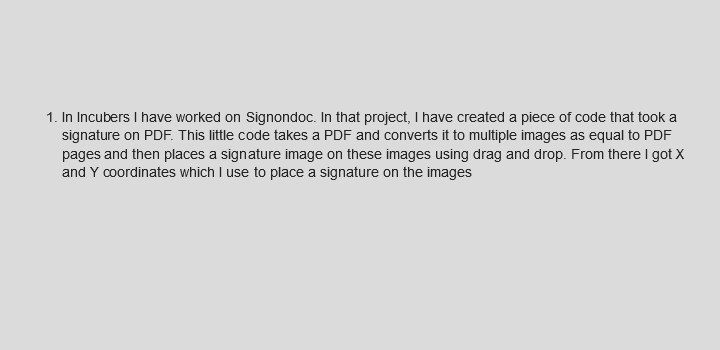 1. In Incubers I have worked on Signondoc. In that project, I have created a piece of code that took a
signature on PDF. This little code takes a PDF and converts it to multiple images as equal to PDF
pages and then places a signature image on these images using drag and drop. From there I got X
and Y coordinates which I use to place a signature on the images